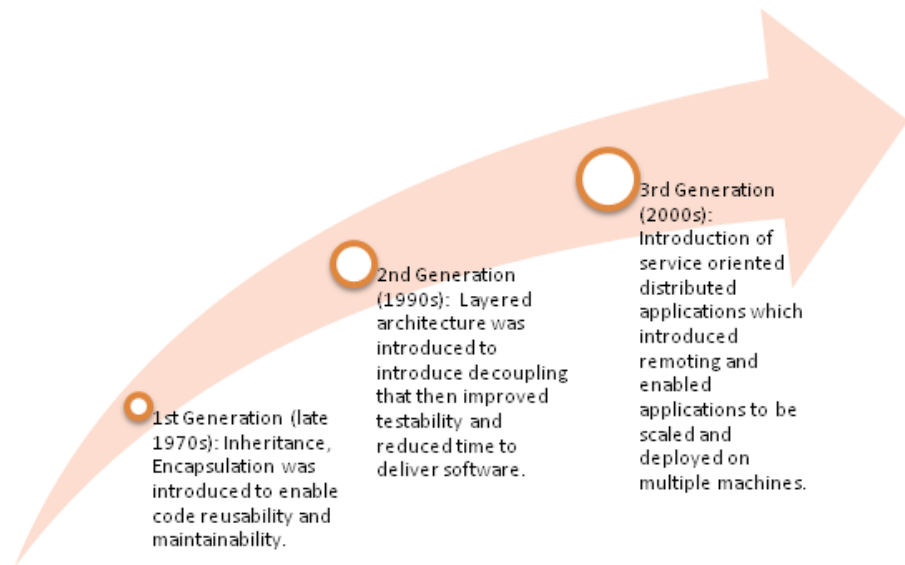 1st Generation (late
1970s): Inheritance,
Encapsulation was
introduced to enable
code reusability and
maintainability.
2nd Generation
(1990s): Layered
architecture was
introduced to
introduce decoupling
that then improved
testability and
reduced time to
deliver software.
3rd Generation
(2000s):
Introduction of
service oriented
distributed
applications which
introduced
remoting and
enabled
applications to be
scaled and
deployed on
multiple machines.